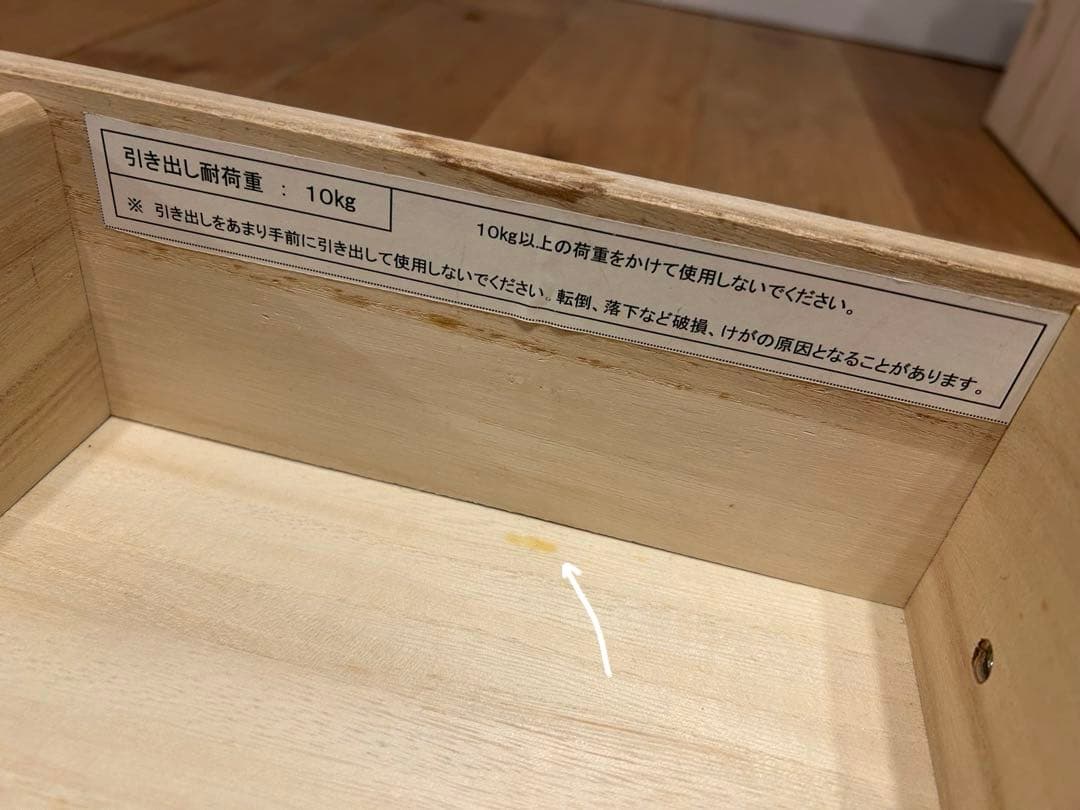 引き出し耐荷重 : 10kg
10kg以上の荷重をかけて使用しないでください。
※ 引き出しをあまり手前に引き出して使用しないでください。転倒、落下など破損、けがの原因となることがあります。